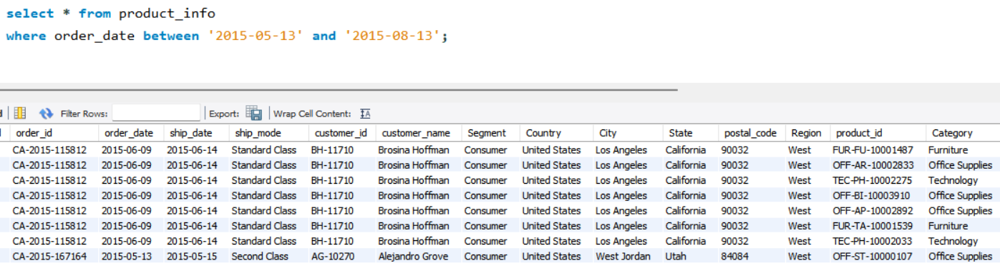 select * from product_info
where order_date between '2015-05-13' and '2015-08-13';
Filter Rows: Export: Wrap Cell Content:
order_id order_date ship_date ship_mode customer_id customer_name Segment Country City State postal_code Region product_id Category
CA-2015-115812 2015-06-09 2015-06-14 Standard Class BH-11710 Brosina Hoffman Consumer United States Los Angeles California 90032 West FUR-FU-10001487 Furniture
CA-2015-115812 2015-06-09 2015-06-14 Standard Class BH-11710 Brosina Hoffman Consumer United States Los Angeles California 90032 West OFF-AR-10002833 Office Supplies
CA-2015-115812 2015-06-09 2015-06-14 Standard Class BH-11710 Brosina Hoffman Consumer United States Los Angeles California 90032 West TEC-PH-10002275 Technology
CA-2015-115812 2015-06-09 2015-06-14 Standard Class BH-11710 Brosina Hoffman Consumer United States Los Angeles California 90032 West OFF-BI-10003910 Office Supplies
CA-2015-115812 2015-06-09 2015-06-14 Standard Class BH-11710 Brosina Hoffman Consumer United States Los Angeles California 90032 West OFF-AP-10002892 Office Supplies
CA-2015-115812 2015-06-09 2015-06-14 Standard Class BH-11710 Brosina Hoffman Consumer United States Los Angeles California 90032 West FUR-TA-10001539 Furniture
CA-2015-115812 2015-06-09 2015-06-14 Standard Class BH-11710 Brosina Hoffman Consumer United States Los Angeles California 90032 West TEC-PH-10002033 Technology
CA-2015-167164 2015-05-13 2015-05-15 Second Class AG-10270 Alejandro Grove Consumer United States West Jordan Utah 84084 West OFF-ST-10000107 Office Supplies